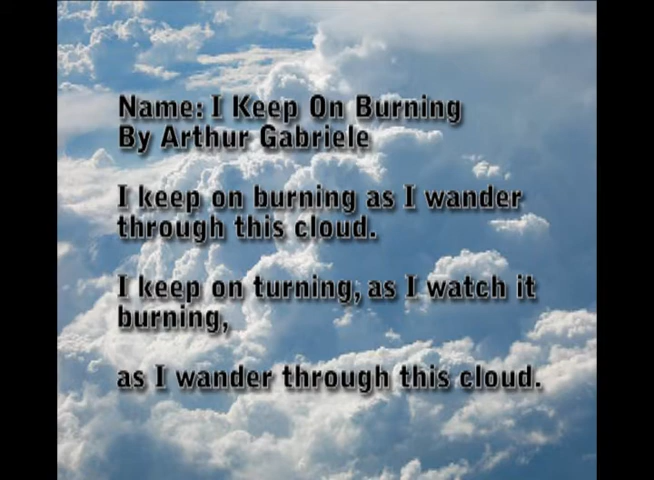 Name: I Keep On Burning
By Arthur Gabriele
I keep on burning as I wander
through this cloud.
I keep on turning, as I watch it
burning,
as I wander through this cloud.